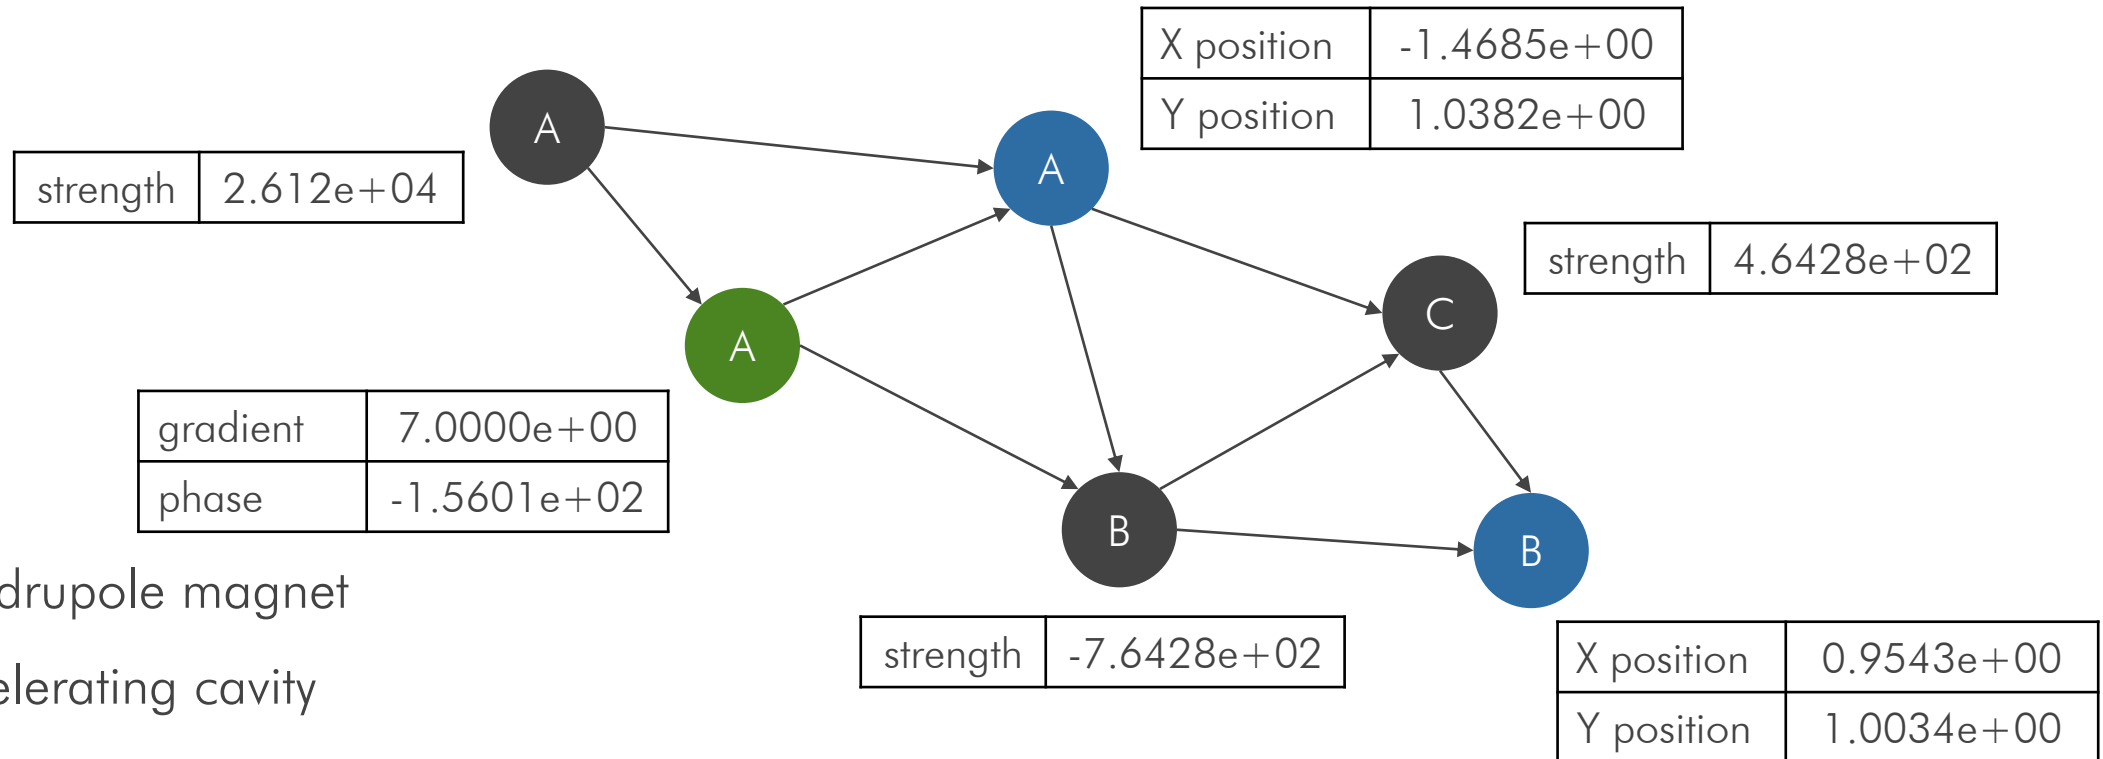 X position -1.4685e+00
Y position 1.0382e+00
A
A
strength 2.612e+04
strength 4.6428e+02
C
A
gradient 7.0000e+00
phase -1.5601e+02
B
B
drupole magnet
strength -7.6428e+02
X position 0.9543e+00
elerating cavity
Y position 1.0034e+00